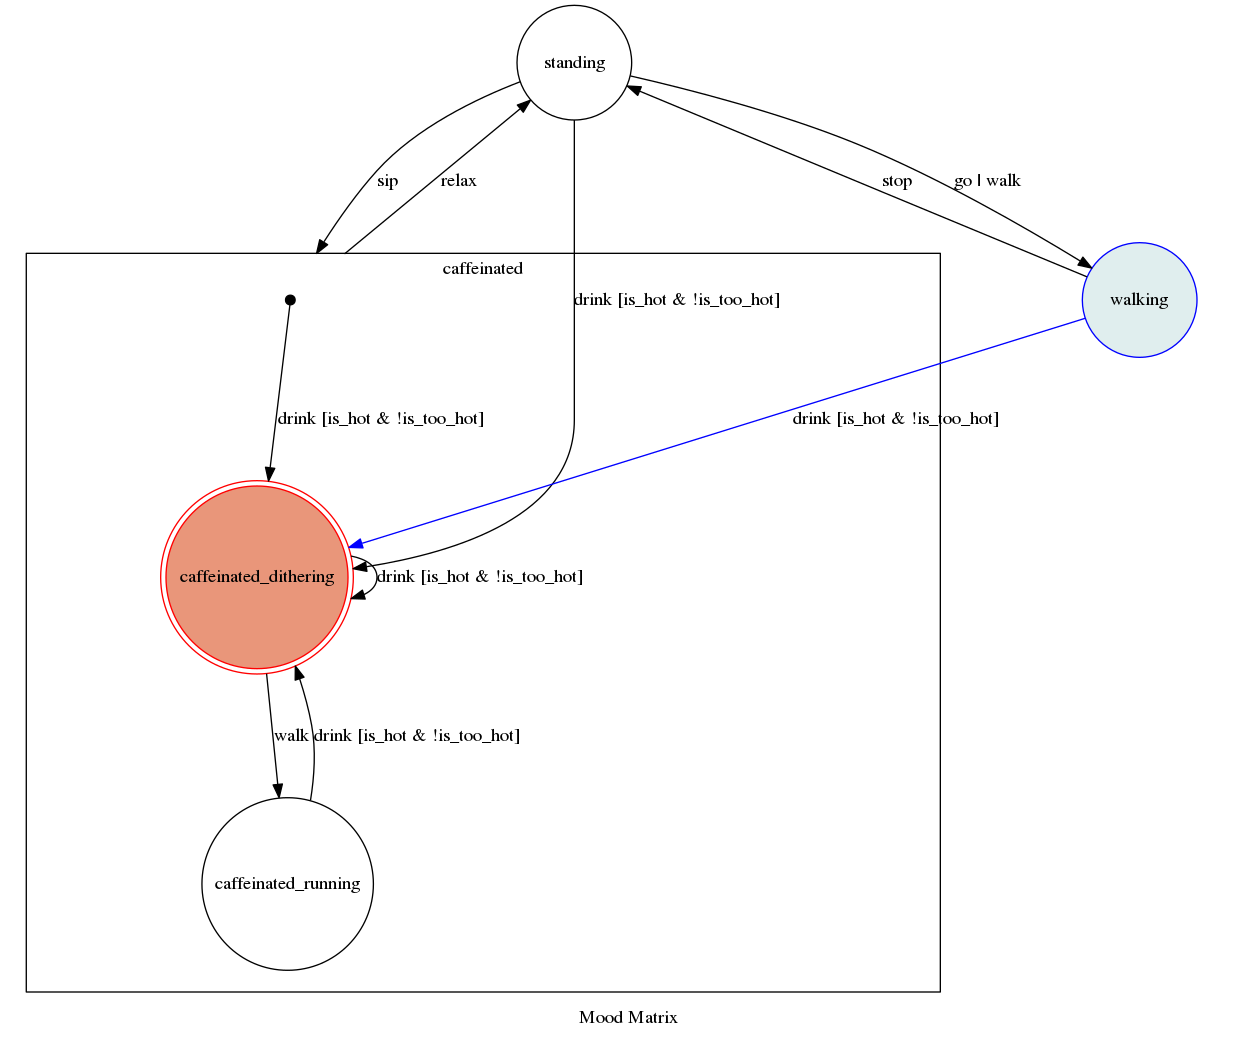 standing
sip
relax
stop
go | walk
caffeinated
drink [is_hot & !is_too_hot]
walking
drink [is_hot & !is_too_hot]
drink [is_hot & !is_too_hot]
caffeinated_dithering
drink [is_hot & !is_too_hot]
walk
drink [is_hot & !is_too_hot]
caffeinated_running
Mood Matrix